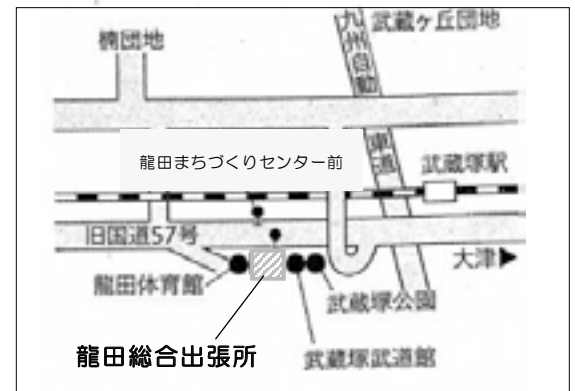 武蔵ヶ丘団地
楠団地
九州自動
車道
龍田まちづくりセンター前
武蔵塚駅
旧国道57号
大津▶
龍田体育館
武蔵塚公園
龍田総合出張所
武蔵塚武道館